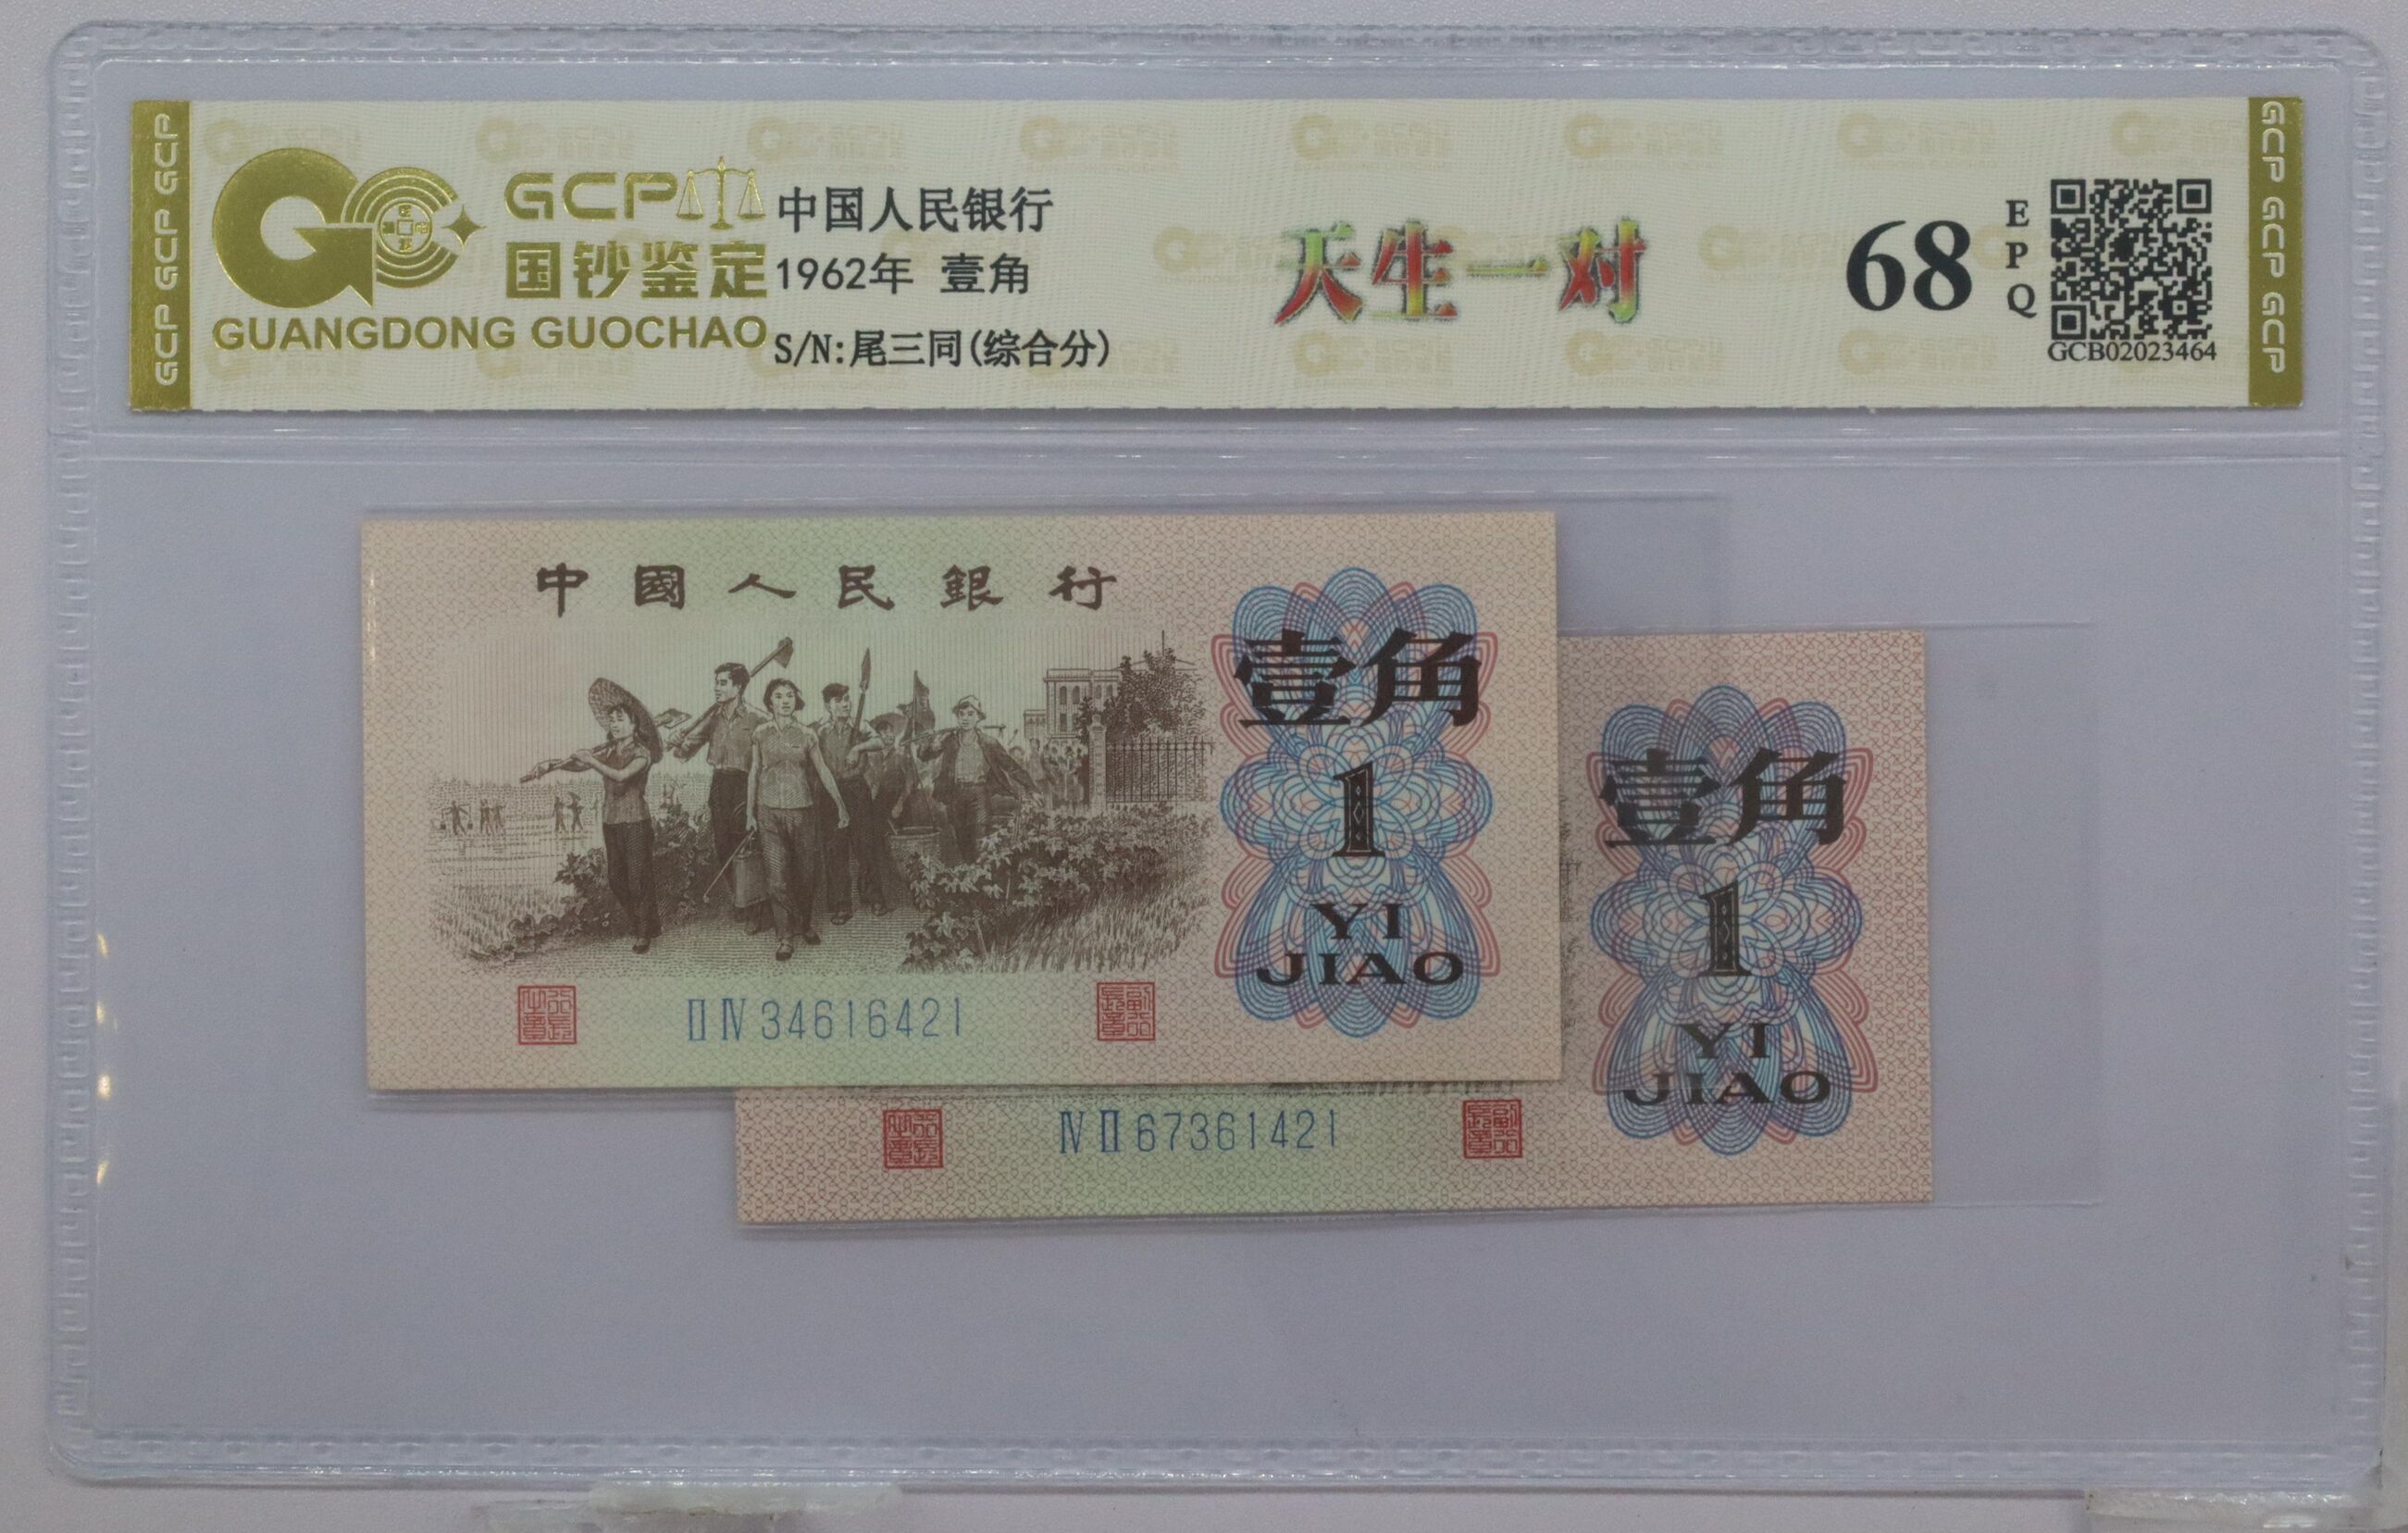 GCP GCP GCP
GCP
国钞鉴定
GUANGDONG GUOCHAO
中国人民银行
1962年 壹角
S/N:尾三同(综合分)
天生一对
68
EPQ
GCB02023464
GCP GCP GCP
中國人民銀行
壹角
1
YI
JIAO
ⅡⅣ34616421
壹角
1
YI
JIAO
ⅣⅡ67361421